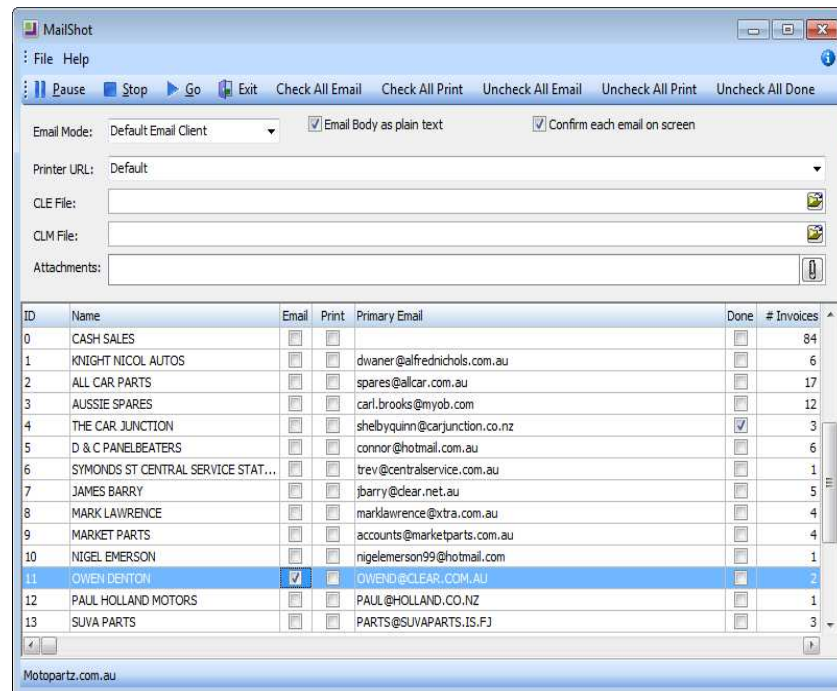 MailShot
File Help
Pause Stop Go Exit Check All Email Check All Print Uncheck All Email Uncheck All Print Uncheck All Done
Email Mode: Default Email Client Email Body as plain text Confirm each email on screen
Printer URL: Default
CLE File:
CLM File:
Attachments:
ID Name Email Print Primary Email Done # Invoices
0 CASH SALES 84
1 KNIGHT NICOL AUTOS dwaner@alfrednichols.com.au 6
2 ALL CAR PARTS spares@allcar.com.au 17
3 AUSSIE SPARES carl.brooks@myob.com 12
4 THE CAR JUNCTION shelbyquinn@carjunction.co.nz 3
5 D & C PANELBEATERS connor@hotmail.com.au 6
6 SYMONDS ST CENTRAL SERVICE STAT... trev@centralservice.com.au 1
7 JAMES BARRY jbarry@clear.net.au 5
8 MARK LAWRENCE marklawrence@xtra.com.au 4
9 MARKET PARTS accounts@marketparts.com.au 4
10 NIGEL EMERSON nigelemerson99@hotmail.com 1
11 OWEN DENTON OWEND@CLEAR.COM.AU 2
12 PAUL HOLLAND MOTORS PAUL@HOLLAND.CO.NZ 1
13 SUVA PARTS PARTS@SUVAPARTS.IS.FJ 3
Motopartz.com.au